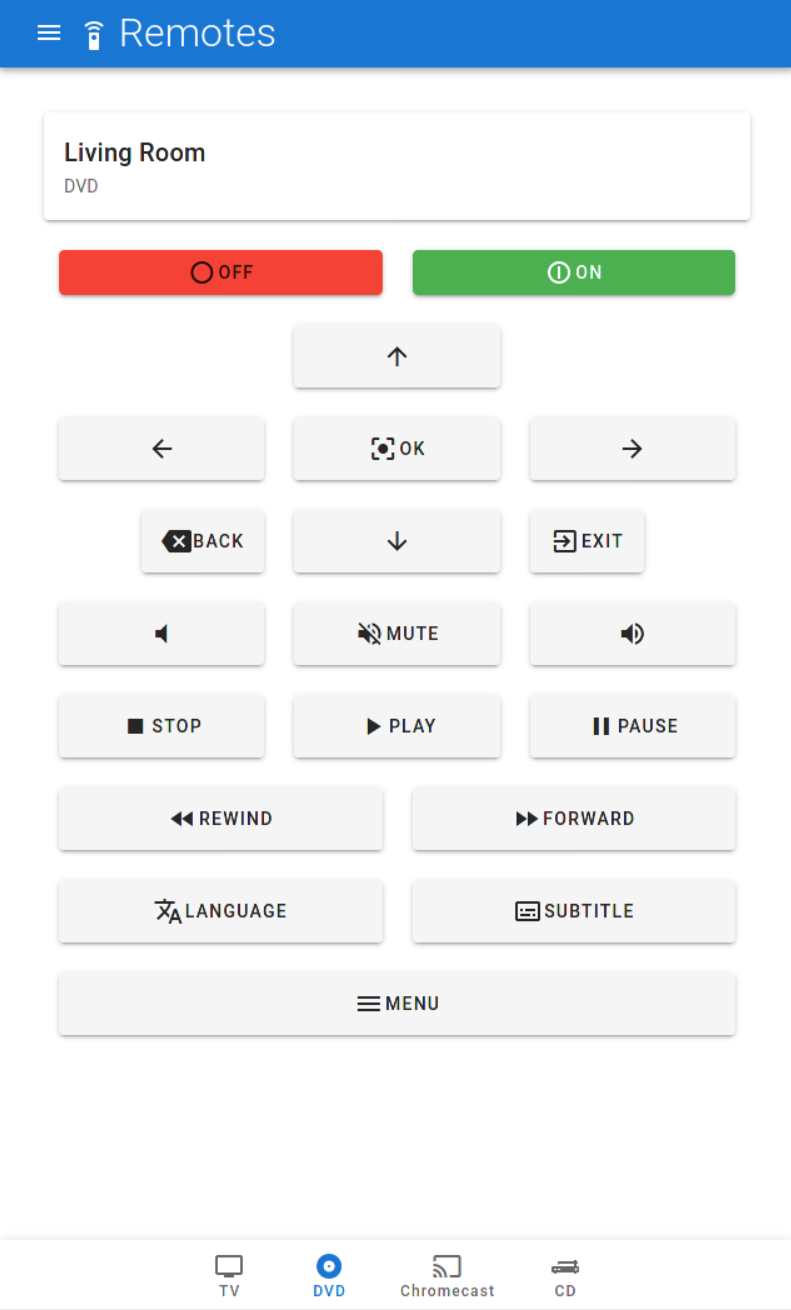 Remotes
Living Room
DVD
OFF
ON
OK
BACK
EXIT
MUTE
STOP
PLAY
PAUSE
REWIND
FORWARD
LANGUAGE
SUBTITLE
MENU
TV
DVD
Chromecast
CD